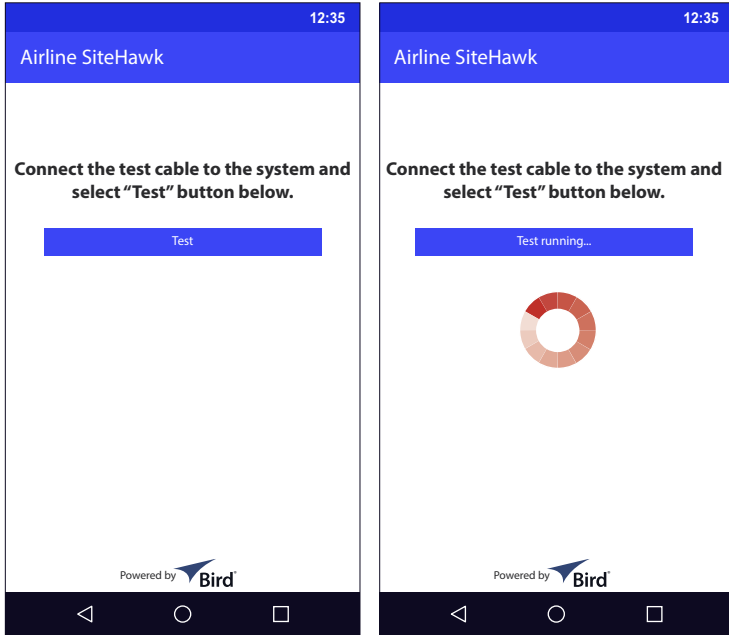 12:35
Airline SiteHawk
Connect the test cable to the system and
select “Test” button below.
Test
Powered by Bird®
12:35
Airline SiteHawk
Connect the test cable to the system and
select “Test” button below.
Test running...
Powered by Bird®